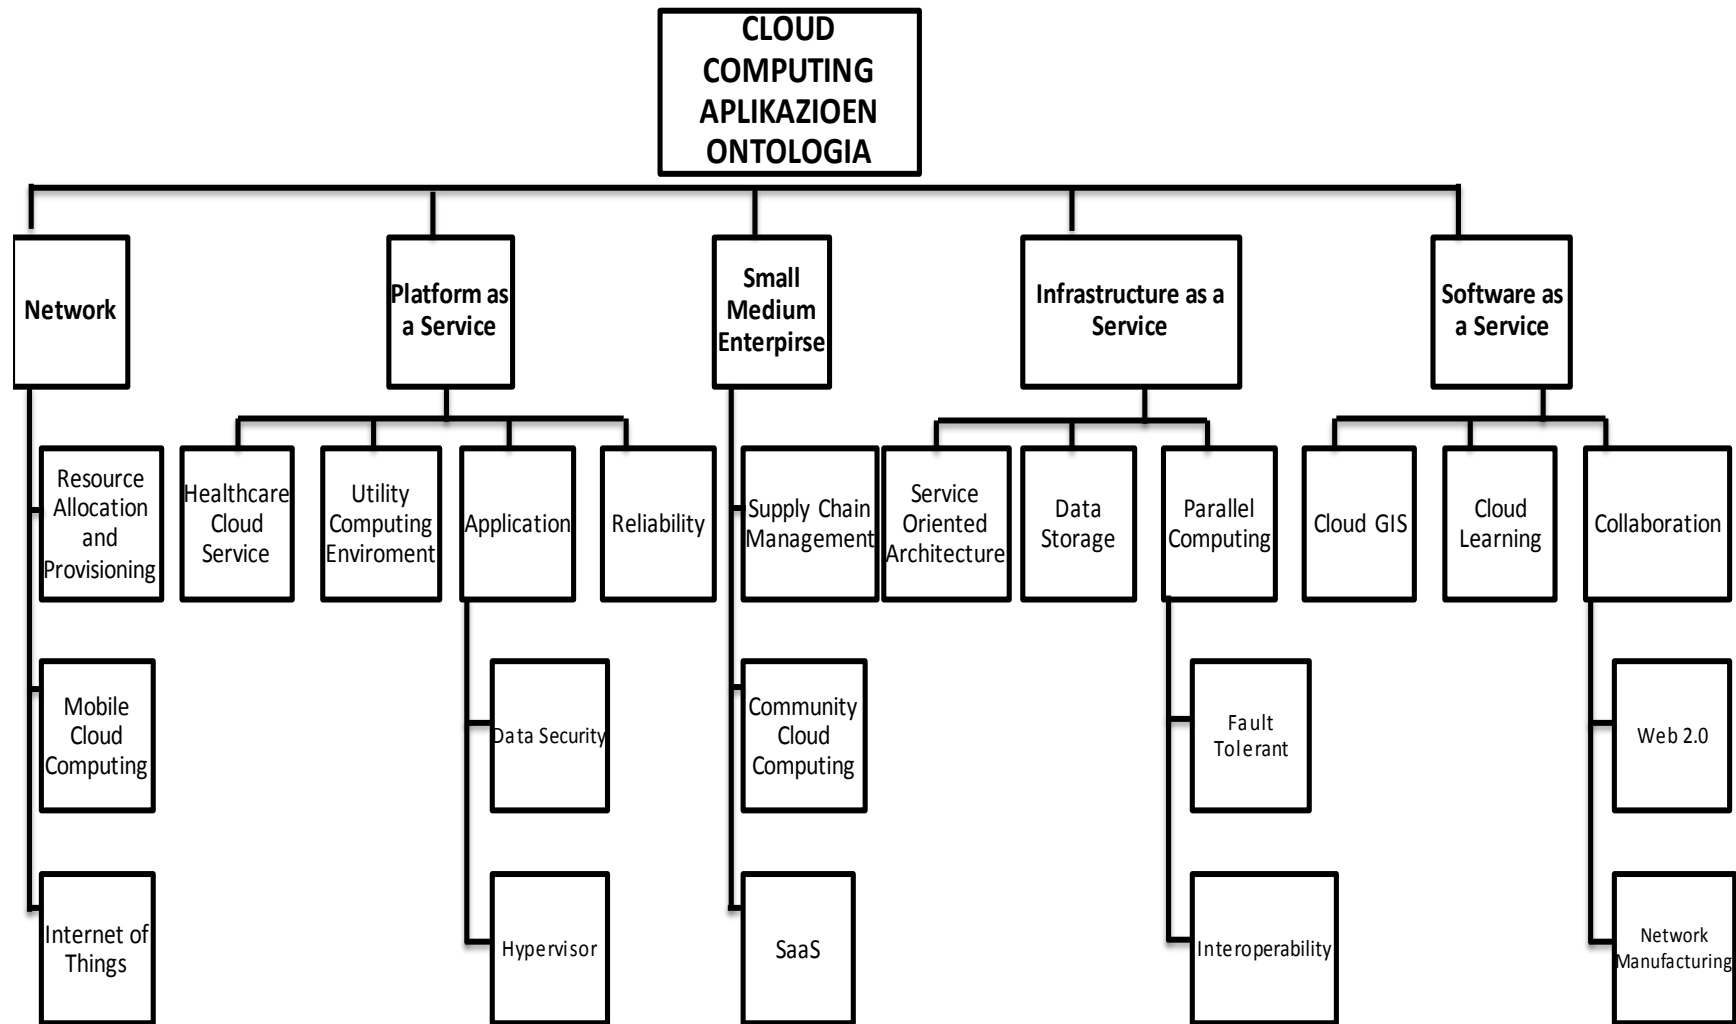 CLOUD
COMPUTING
APLIKAZIOEN
ONTOLOGIA
Network
Platform as
a Service
Small
Medium
Enterpirse
Infrastructure as a
Service
Software as
a Service
Resource
Allocation
and
Provisioning
Healthcare
Cloud
Service
Utility
Computing
Enviroment
Application
Reliability
Supply Chain
Management
Service
Oriented
Architecture
Data
Storage
Parallel
Computing
Cloud GIS
Cloud
Learning
Collaboration
Mobile
Cloud
Computing
Data Security
Community
Cloud
Computing
Fault
Tolerant
Web 2.0
Internet of
Things
Hypervisor
SaaS
Interoperability
Network
Manufacturing